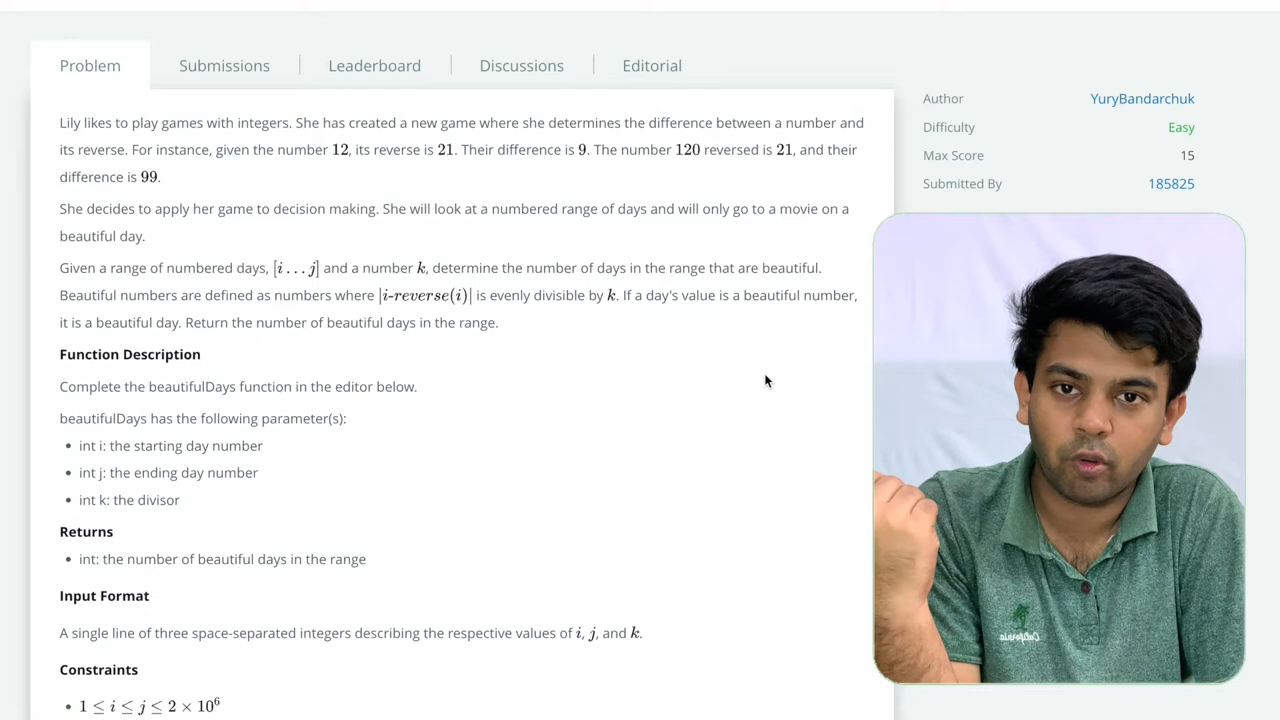 Problem
Submissions
Leaderboard
Discussions
Editorial
Lily likes to play games with integers. She has created a new game where she determines the difference between a number and
its reverse. For instance, given the number 12, its reverse is 21. Their difference is 9. The number 120 reversed is 21, and their
difference is 99.
She decides to apply her game to decision making. She will look at a numbered range of days and will only go to a movie on a
beautiful day.
Given a range of numbered days, [i . . . j] and a number k, determine the number of days in the range that are beautiful.
Beautiful numbers are defined as numbers where |i-reverse(i)| is evenly divisible by k. If a day's value is a beautiful number,
it is a beautiful day. Return the number of beautiful days in the range.
Function Description
Complete the beautifulDays function in the editor below.
beautifulDays has the following parameter(s):
• int i: the starting day number
• int j: the ending day number
• int k: the divisor
Returns
• int: the number of beautiful days in the range
Input Format
A single line of three space-separated integers describing the respective values of i, j, and k.
Constraints
• 1 ≤ i ≤ j ≤ 2 × 10⁶
Author YuryBandarchuk
Difficulty Easy
Max Score 15
Submitted By 185825
California